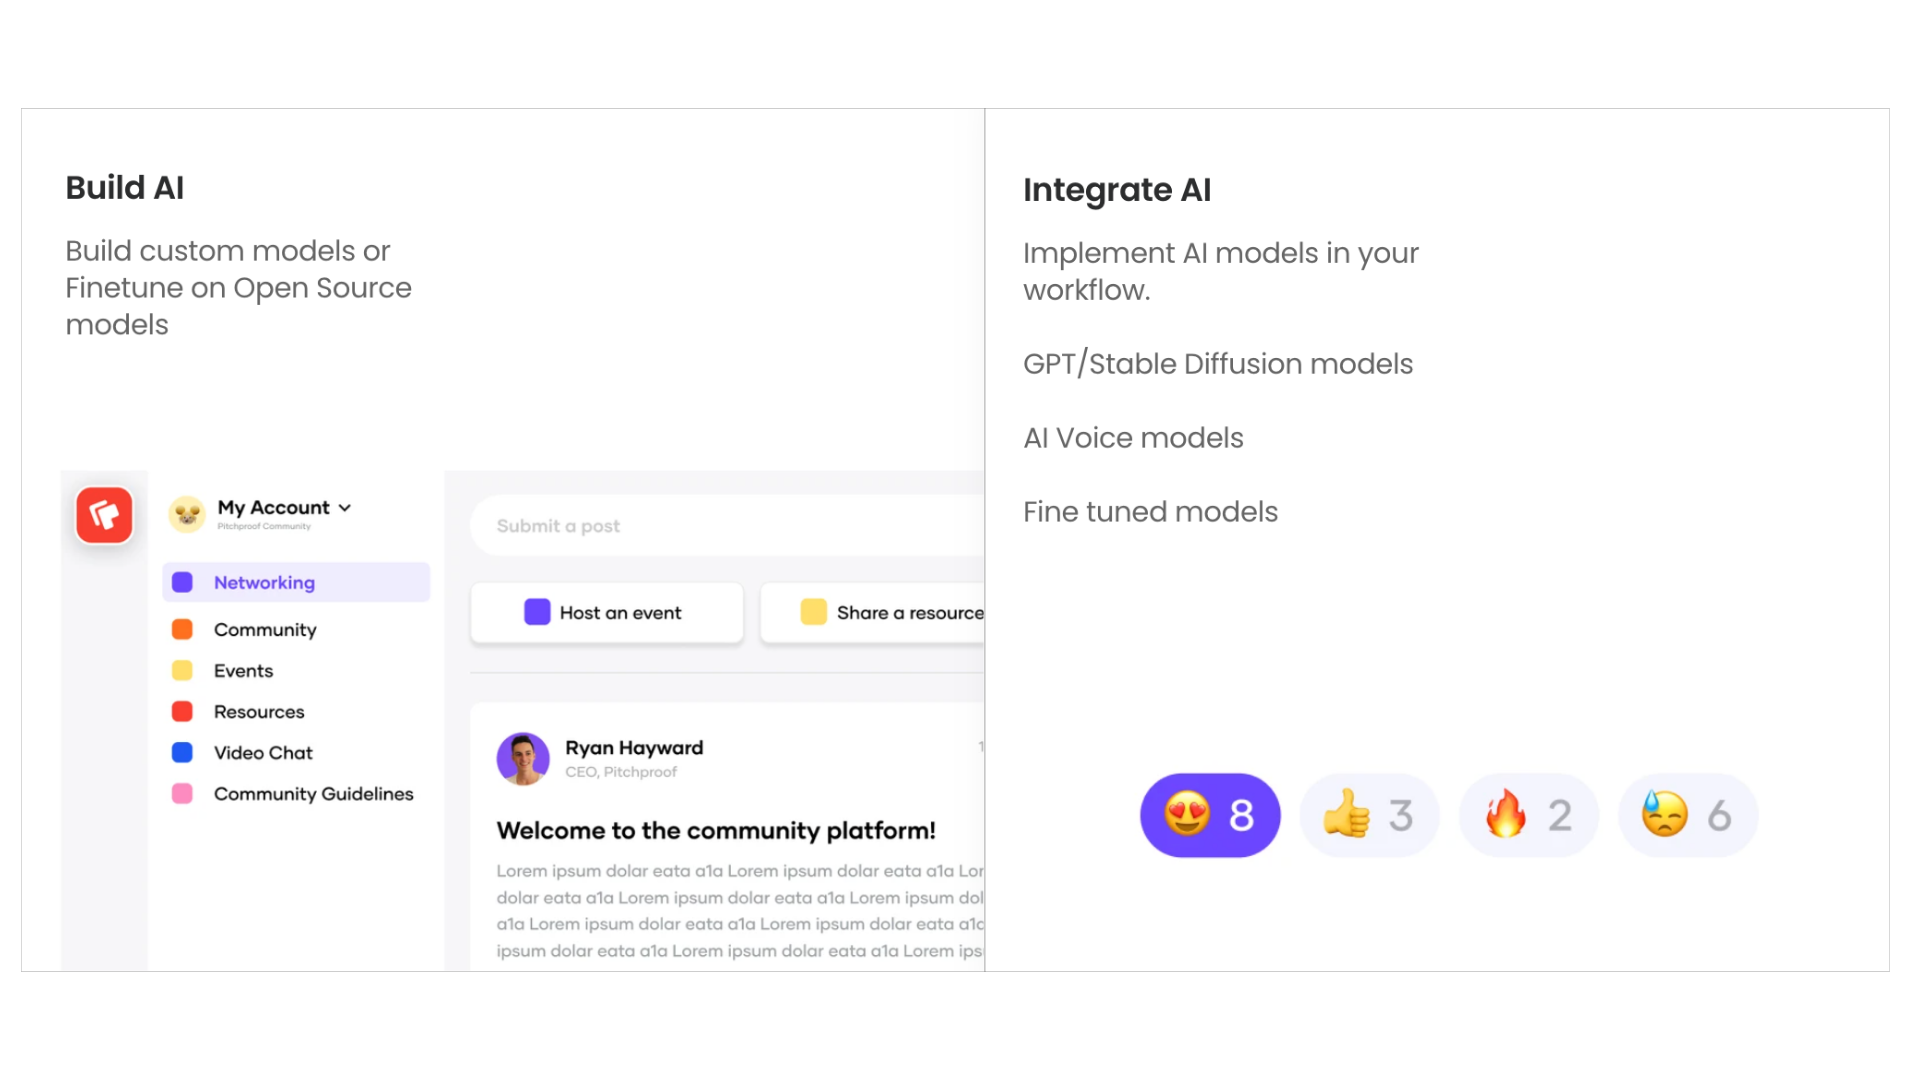 Build AI
Build custom models or
Finetune on Open Source
models
My Account
Pitchproof Community
Networking
Community
Events
Resources
Video Chat
Community Guidelines
Submit a post
Host an event
Share a resource
Ryan Hayward
CEO, Pitchproof
Welcome to the community platform!
Lorem ipsum dolar eata a1a Lorem ipsum dolar eata a1a Lor
dolar eata a1a Lorem ipsum dolar eata a1a Lorem ipsum dol
a1a Lorem ipsum dolar eata a1a Lorem ipsum dolar eata a1a
ipsum dolar eata a1a Lorem ipsum dolar eata a1a Lorem ips
Integrate AI
Implement AI models in your
workflow.
GPT/Stable Diffusion models
AI Voice models
Fine tuned models
8
3
2
6